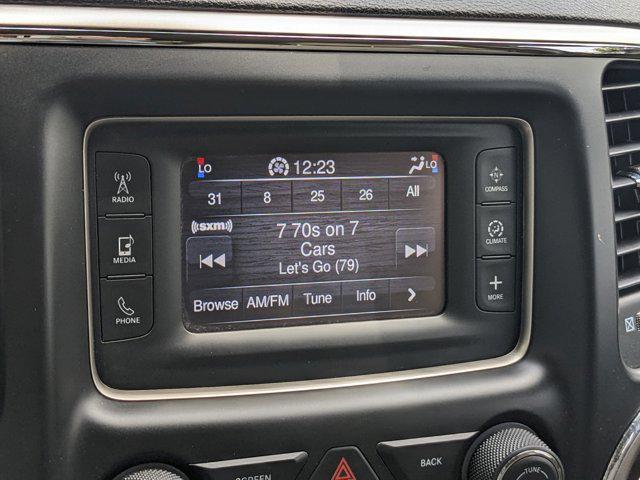 LO 12:23 LO
31 8 25 26 All
((sxm)) 7 70s on 7
Cars
Let's Go (79)
Browse AM/FM Tune Info >
RADIO
MEDIA
PHONE
N
COMPASS
CLIMATE
+
MORE
SCREEN
BACK
TUNE